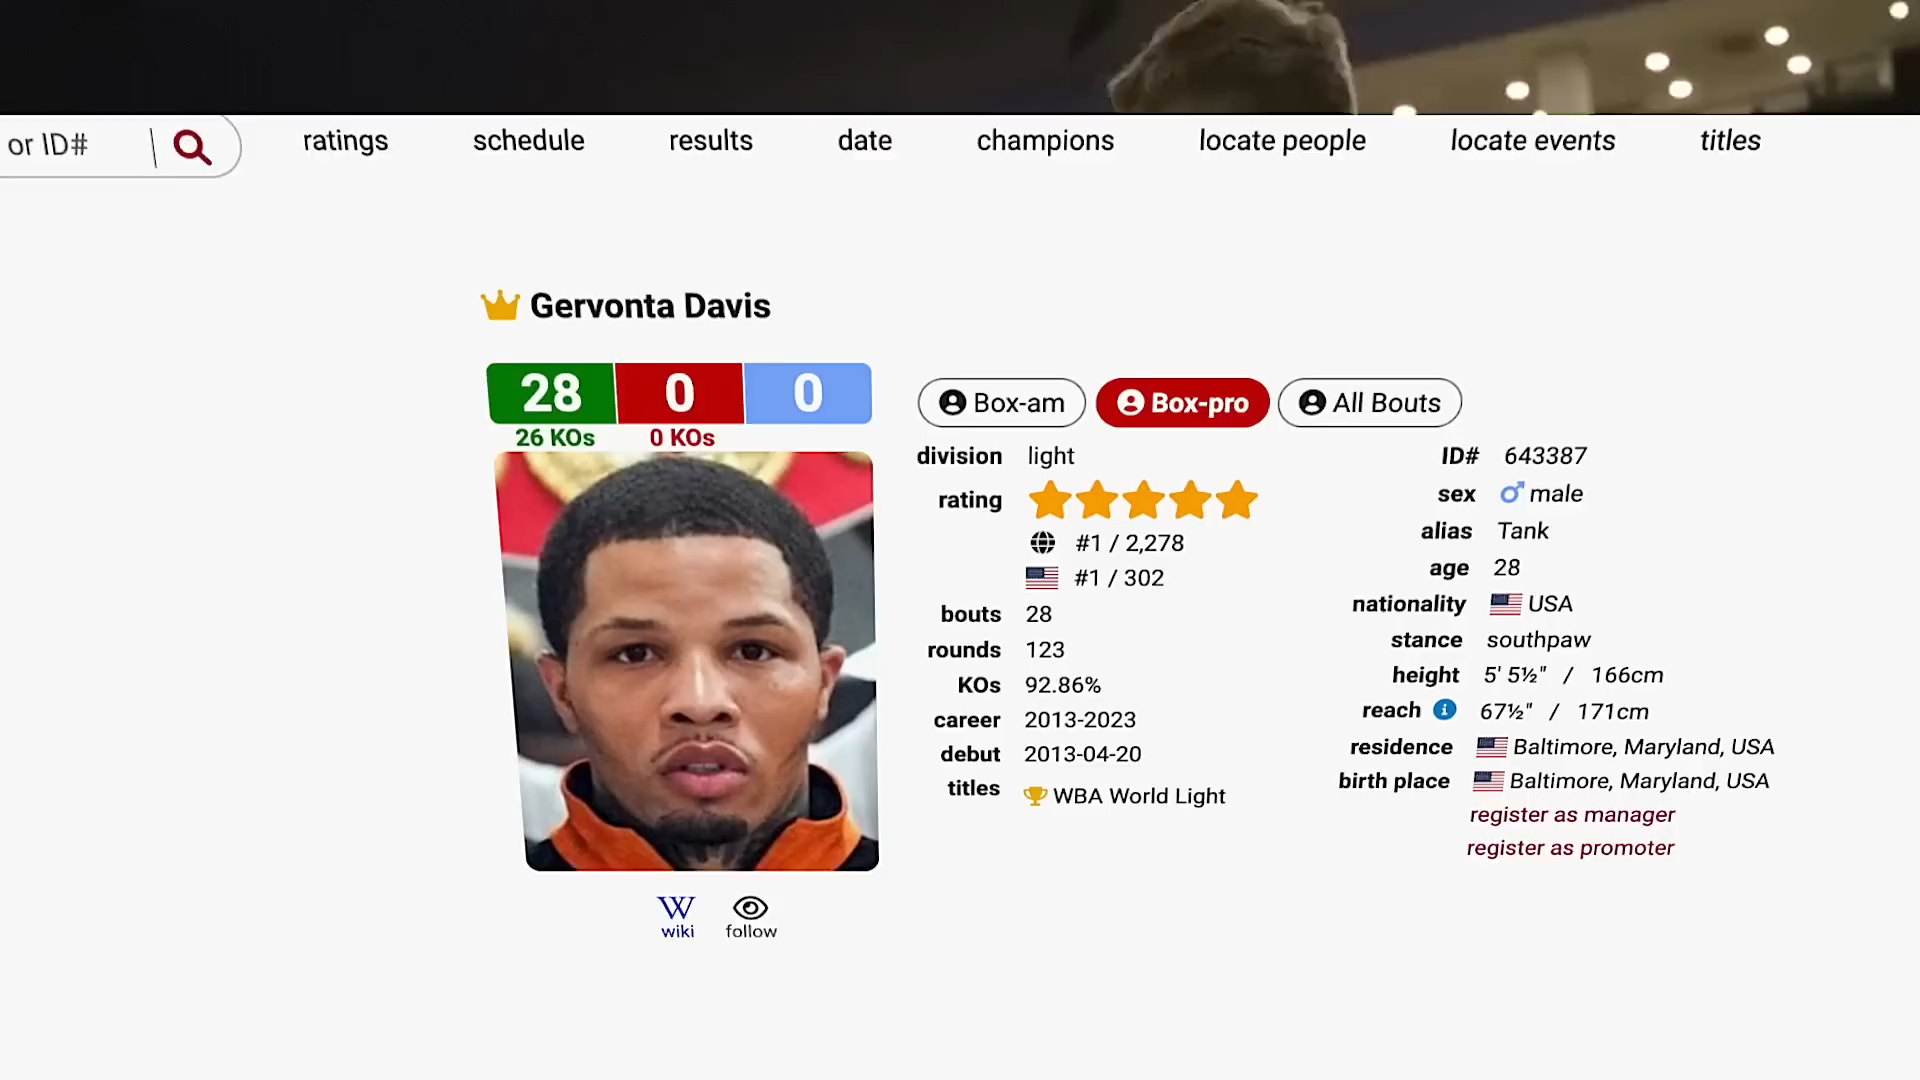 or ID#
ratings schedule results date champions locate people locate events titles
Gervonta Davis
28 0 0
26 KOs 0 KOs
Box-am Box-pro All Bouts
division light
rating
#1 / 2,278
#1 / 302
bouts 28
rounds 123
KOs 92.86%
career 2013-2023
debut 2013-04-20
titles WBA World Light
ID# 643387
sex male
alias Tank
age 28
nationality USA
stance southpaw
height 5' 5½" / 166cm
reach 67½" / 171cm
residence Baltimore, Maryland, USA
birth place Baltimore, Maryland, USA
register as manager
register as promoter
W
wiki
follow